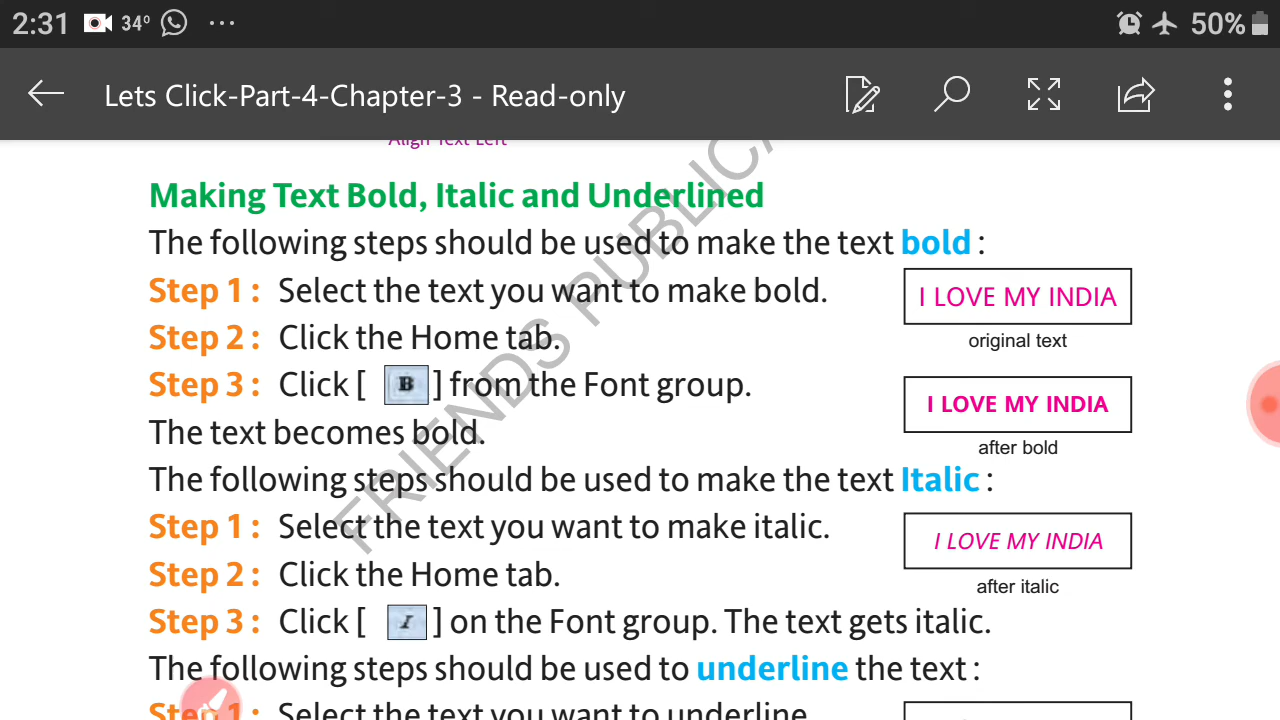 2:31 34° 50%
Lets Click-Part-4-Chapter-3 - Read-only
Align Text Left
Making Text Bold, Italic and Underlined
The following steps should be used to make the text bold :
Step 1 : Select the text you want to make bold.
I LOVE MY INDIA
original text
Step 2 : Click the Home tab.
Step 3 : Click [ B ] from the Font group.
I LOVE MY INDIA
after bold
The text becomes bold.
The following steps should be used to make the text Italic :
Step 1 : Select the text you want to make italic.
I LOVE MY INDIA
after italic
Step 2 : Click the Home tab.
Step 3 : Click [ I ] on the Font group. The text gets italic.
The following steps should be used to underline the text :
Step 1 : Select the text you want to underline
FRIENDS PUBLICA